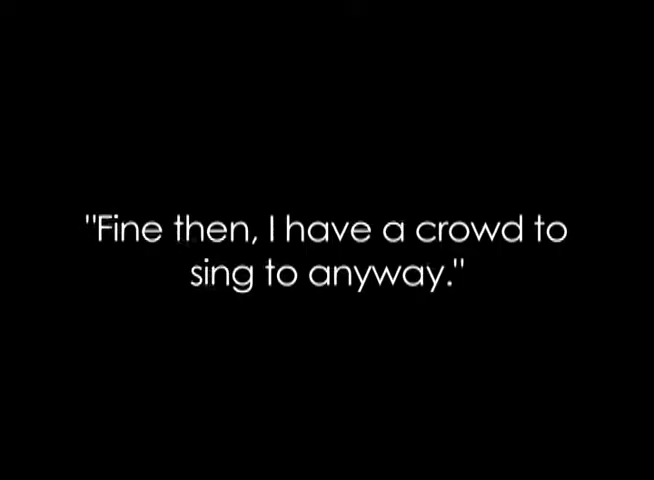 "Fine then, I have a crowd to
sing to anyway."